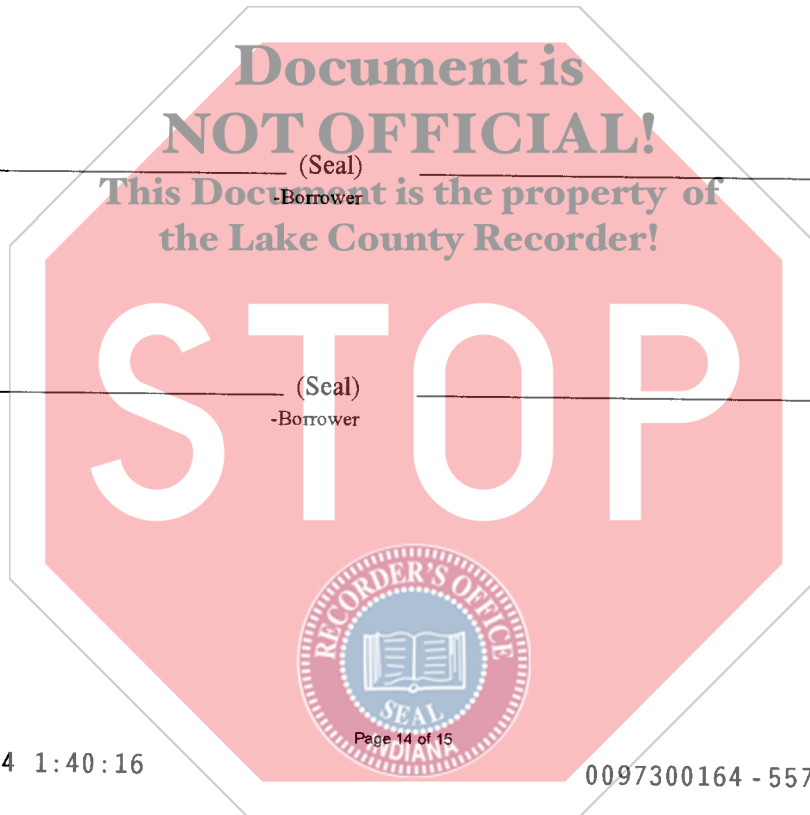 Document is
NOT OFFICIAL!
(Seal)
This Document is the property of
-Borrower
the Lake County Recorder!
STOP
(Seal)
-Borrower
RECORDER'S OFFICE
SEAL
INDIANA
Page 14 of 15
4 1:40:16
0097300164 - 557